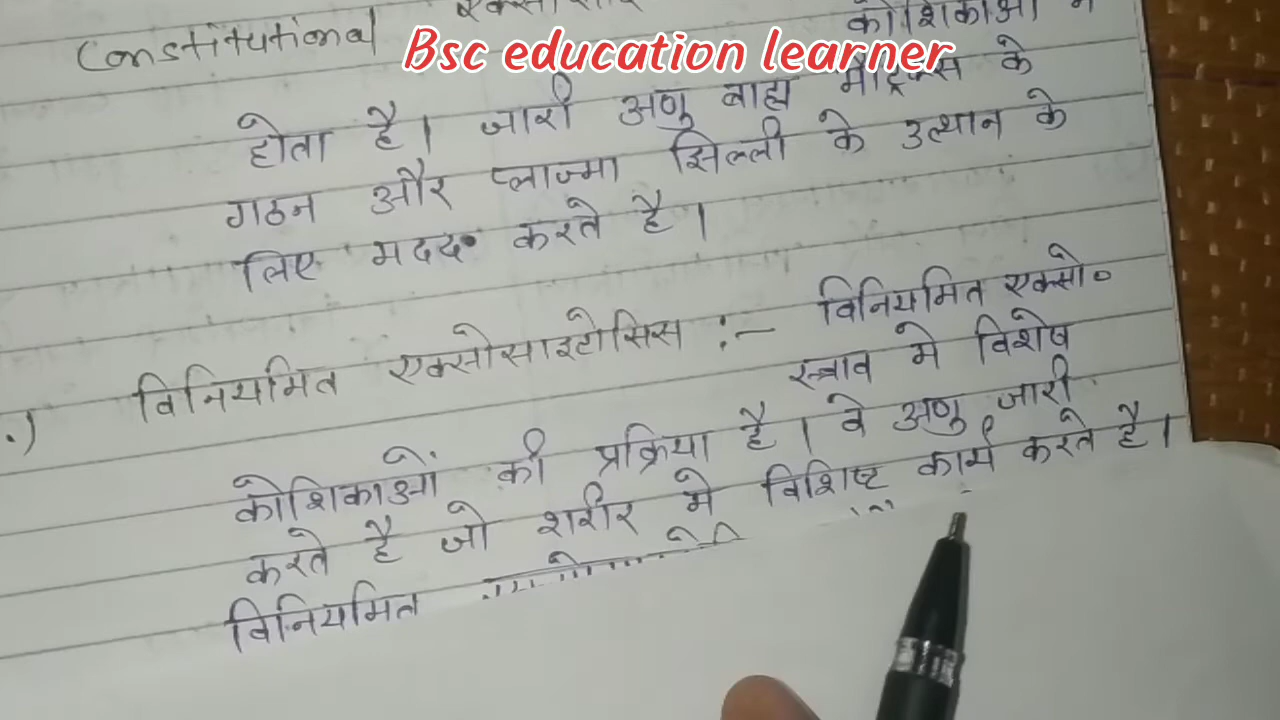 Constitutional
Bsc education learner
होता है। जारी अणु बाह्य मैट्रिक्स के
गठन और प्लाज्मा झिल्ली के उत्थान के
लिए मदद करते है।
विनियमित एक्सोसाइटोसिस :- विनियमित एक्सो०
स्त्राव मे विशेष
कोशिकाओं की प्रक्रिया है। वे अणु जारी
करते है जो शरीर मे विशिष्ट कार्य करते है।
विनियमित